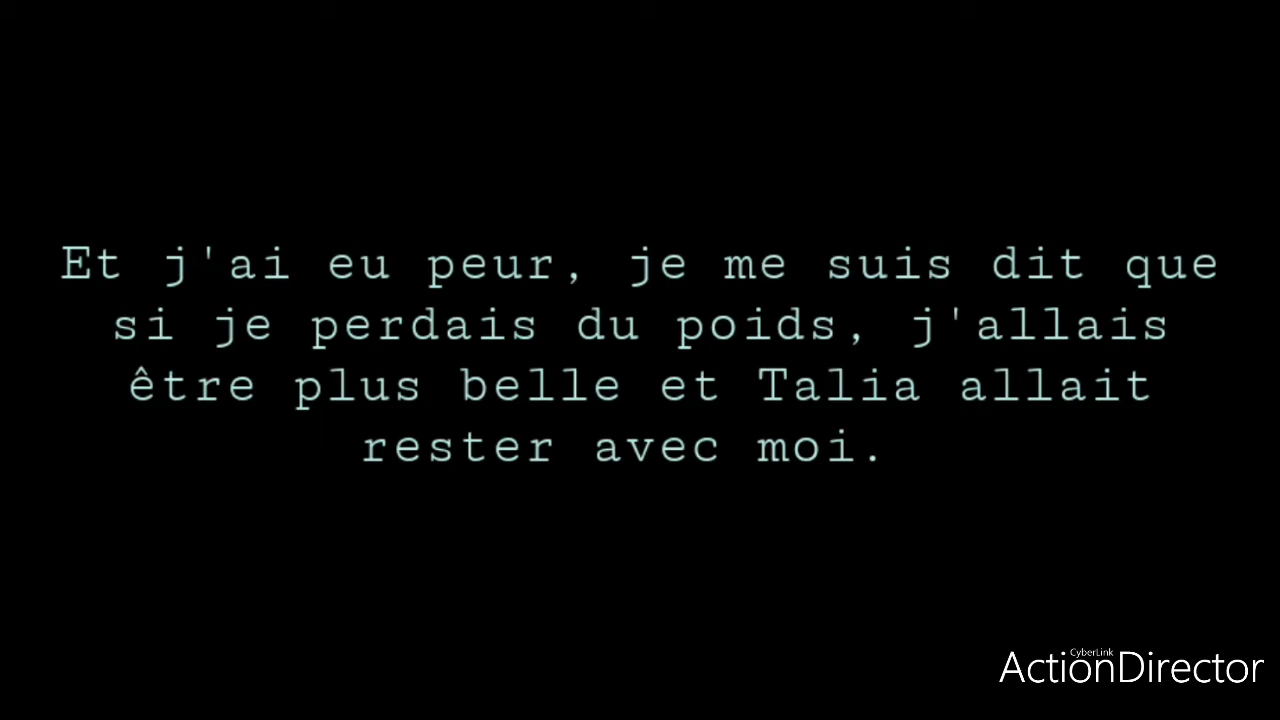 Et j'ai eu peur, je me suis dit que
si je perdais du poids, j'allais
être plus belle et Talia allait
rester avec moi.
CyberLink
ActionDirector